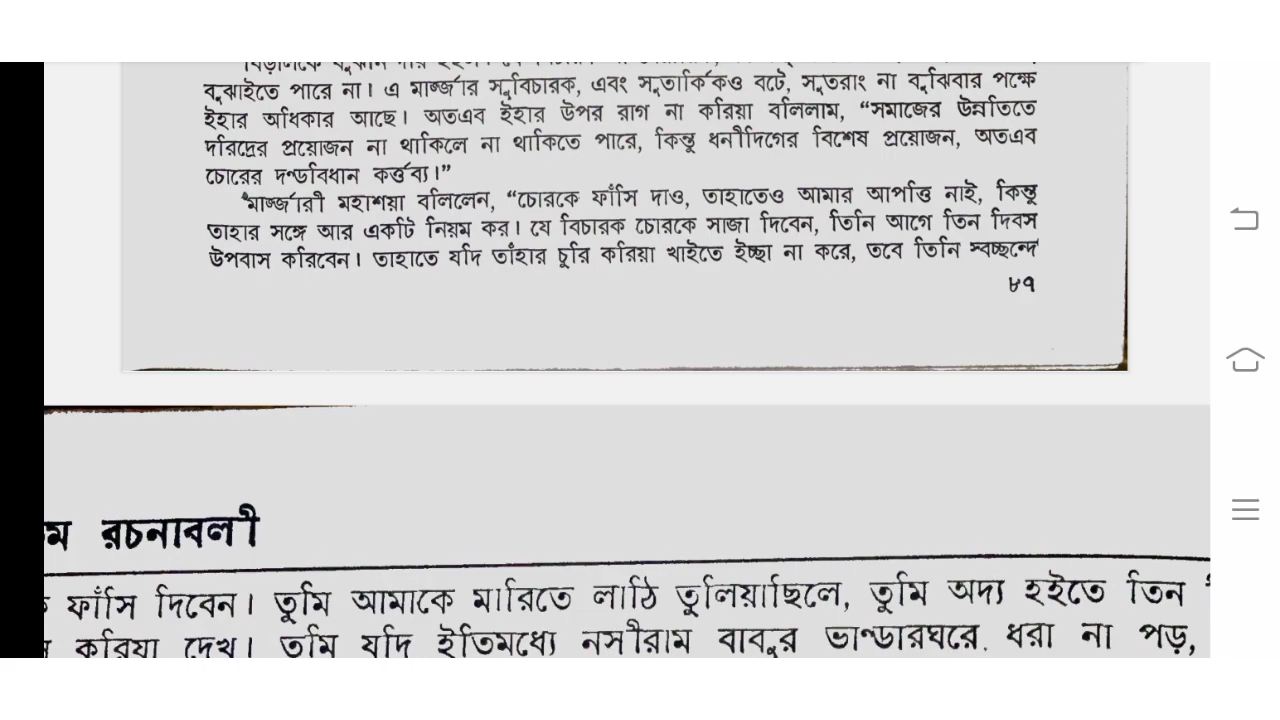 বুঝাইতে পারে না। এ মার্জ্জার সুবিচারক, এবং সুতার্কিকও বটে, সুতরাং না বুঝিবার পক্ষে
ইহার অধিকার আছে। অতএব ইহার উপর রাগ না করিয়া বলিলাম, “সমাজের উন্নতিতে
দরিদ্রের প্রয়োজন না থাকিলে না থাকিতে পারে, কিন্তু ধনীদিগের বিশেষ প্রয়োজন, অতএব
চোরের দণ্ডবিধান কর্ত্তব্য।”
মার্জ্জারী মহাশয়া বলিলেন, “চোরকে ফাঁসি দাও, তাহাতেও আমার আপত্তি নাই, কিন্তু
তাহার সঙ্গে আর একটি নিয়ম কর। যে বিচারক চোরকে সাজা দিবেন, তিনি আগে তিন দিবস
উপবাস করিবেন। তাহাতে যদি তাঁহার চুরি করিয়া খাইতে ইচ্ছা না করে, তবে তিনি স্বচ্ছন্দে
৮৭
ম রচনাবলী
ফাঁসি দিবেন। তুমি আমাকে মারিতে লাঠি তুলিয়াছিলে, তুমি অদ্য হইতে তিন
করিয়া দেখ। তুমি যদি ইতিমধ্যে নসীরাম বাবুর ভাণ্ডারঘরে ধরা না পড়,